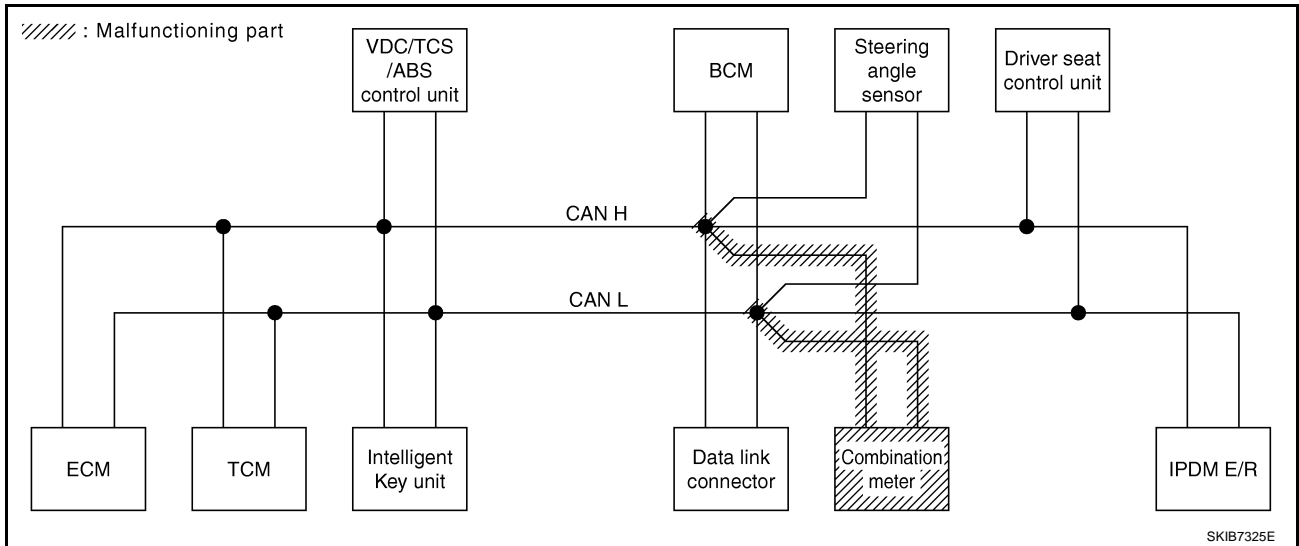 : Malfunctioning part
VDC/TCS
/ABS
control unit
BCM
Steering
angle
sensor
Driver seat
control unit
CAN H
CAN L
ECM
TCM
Intelligent
Key unit
Data link
connector
Combination
meter
IPDM E/R
SKIB7325E